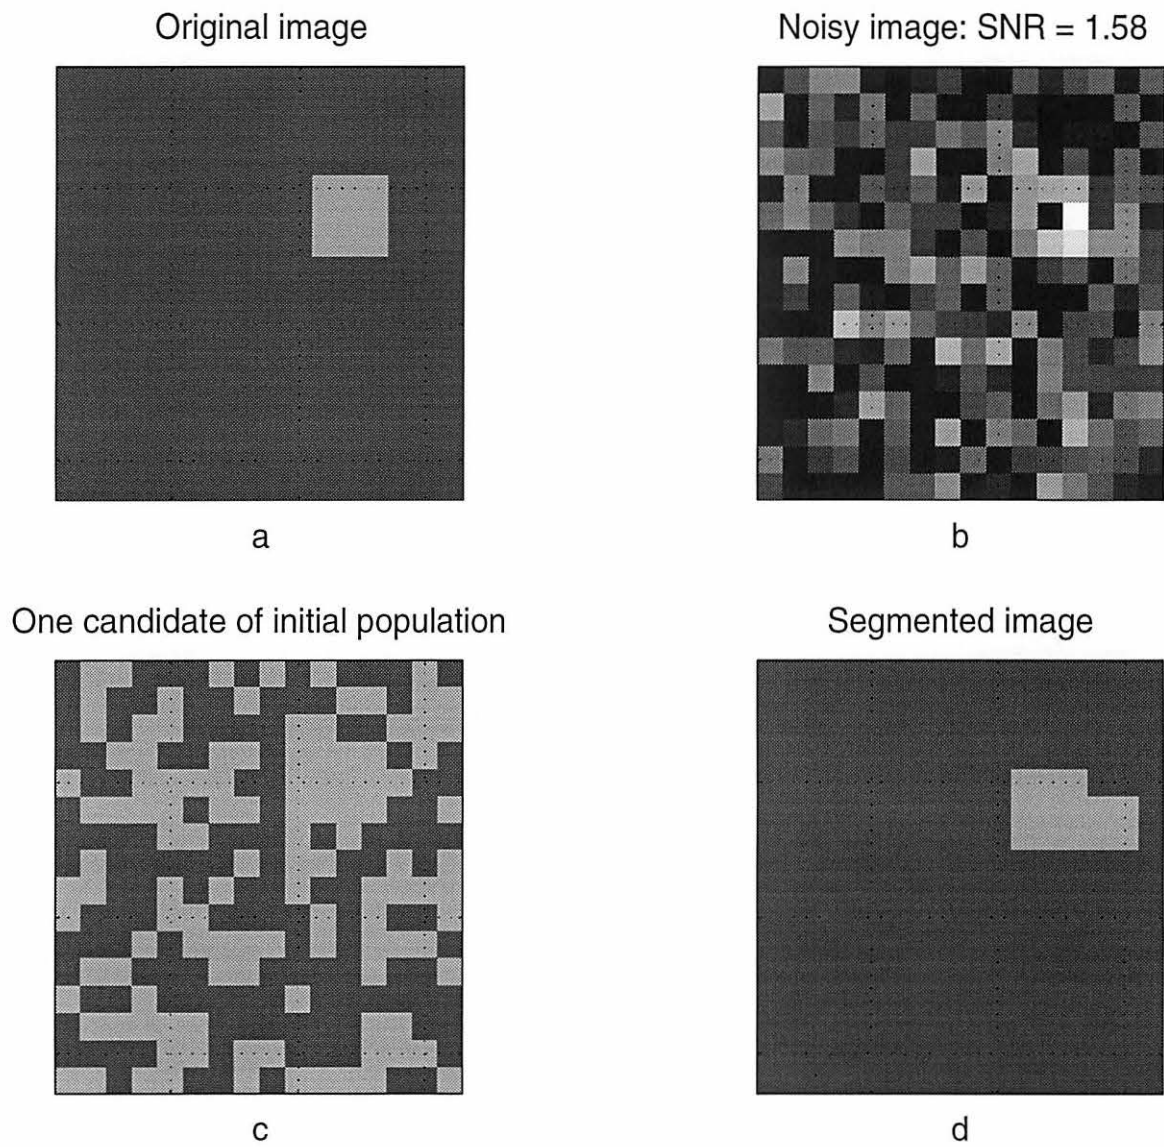 Original image
Noisy image: SNR = 1.58
a
b
One candidate of initial population
Segmented image
c
d